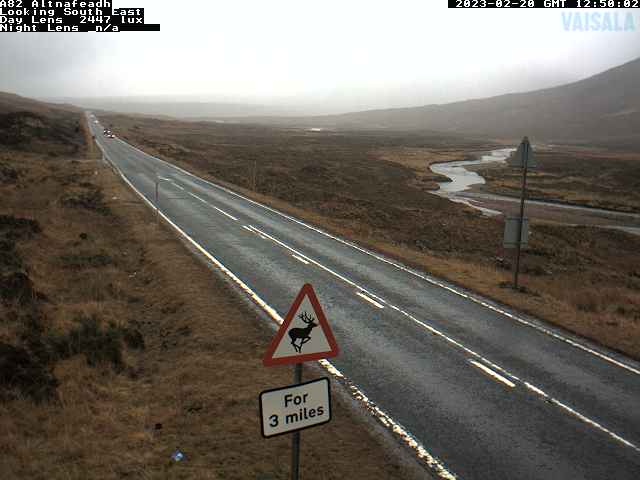 A82 Altnafeadh
Looking South East
Day Lens 2447 lux
Night Lens n/a
2023-02-20 GMT 12:50:02
VAISALA
For
3 miles